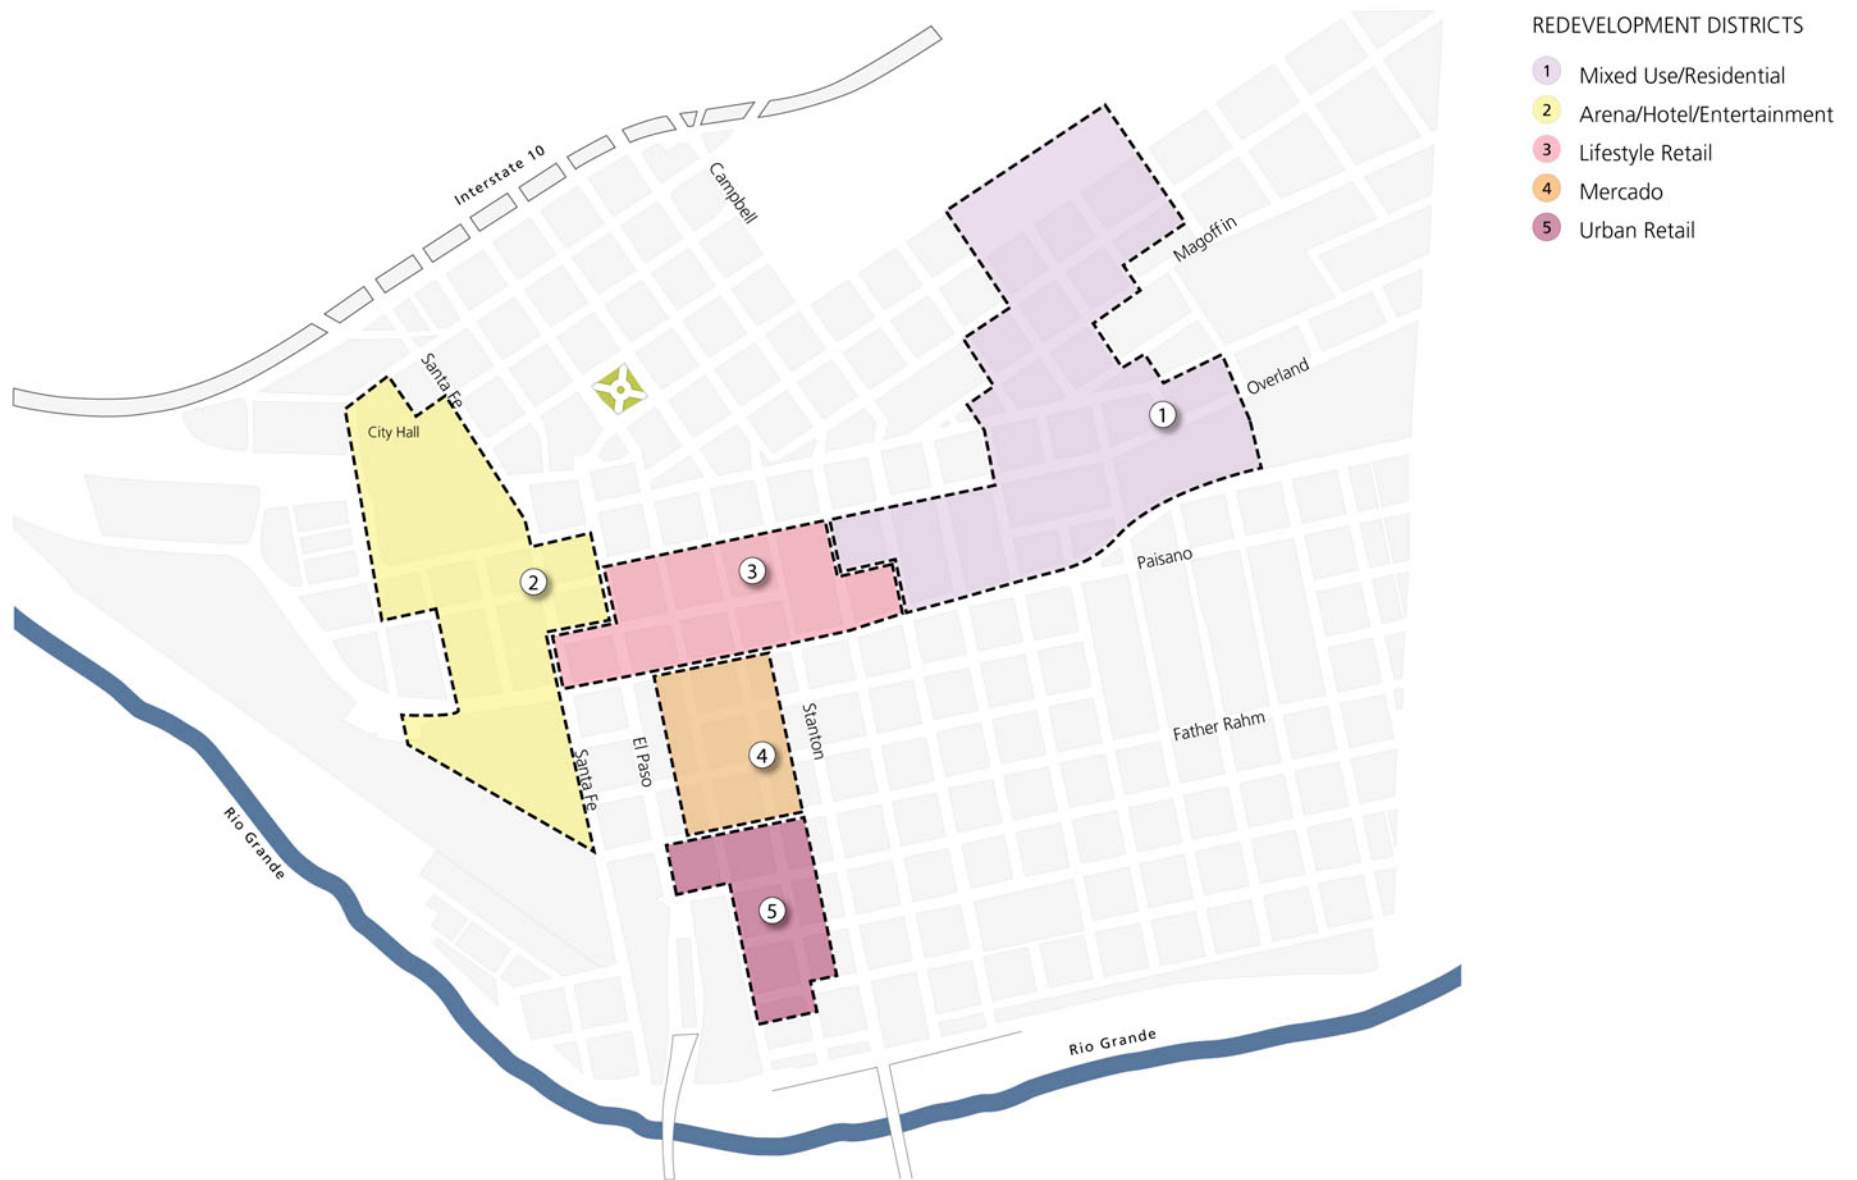 REDEVELOPMENT DISTRICTS
1 Mixed Use/Residential
2 Arena/Hotel/Entertainment
3 Lifestyle Retail
4 Mercado
5 Urban Retail
Interstate 10
Campbell
Magoffin
Santa Fe
Overland
City Hall
1
Paisano
2
3
Stanton
Father Rahm
El Paso
4
Santa Fe
Rio Grande
5
Rio Grande